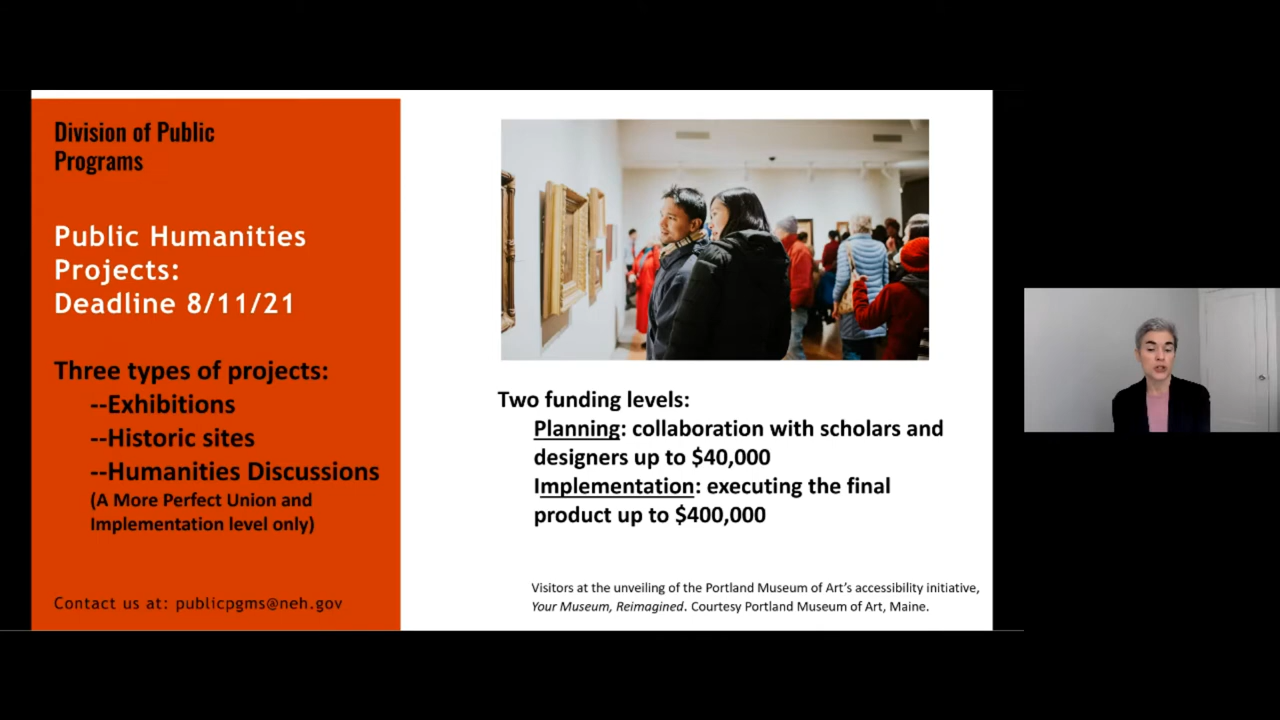 Division of Public
Programs
Public Humanities
Projects:
Deadline 8/11/21
Three types of projects:
--Exhibitions
--Historic sites
--Humanities Discussions
(A More Perfect Union and
Implementation level only)
Contact us at: publicpgms@neh.gov
Two funding levels:
Planning: collaboration with scholars and
designers up to $40,000
Implementation: executing the final
product up to $400,000
Visitors at the unveiling of the Portland Museum of Art's accessibility initiative,
Your Museum, Reimagined. Courtesy Portland Museum of Art, Maine.